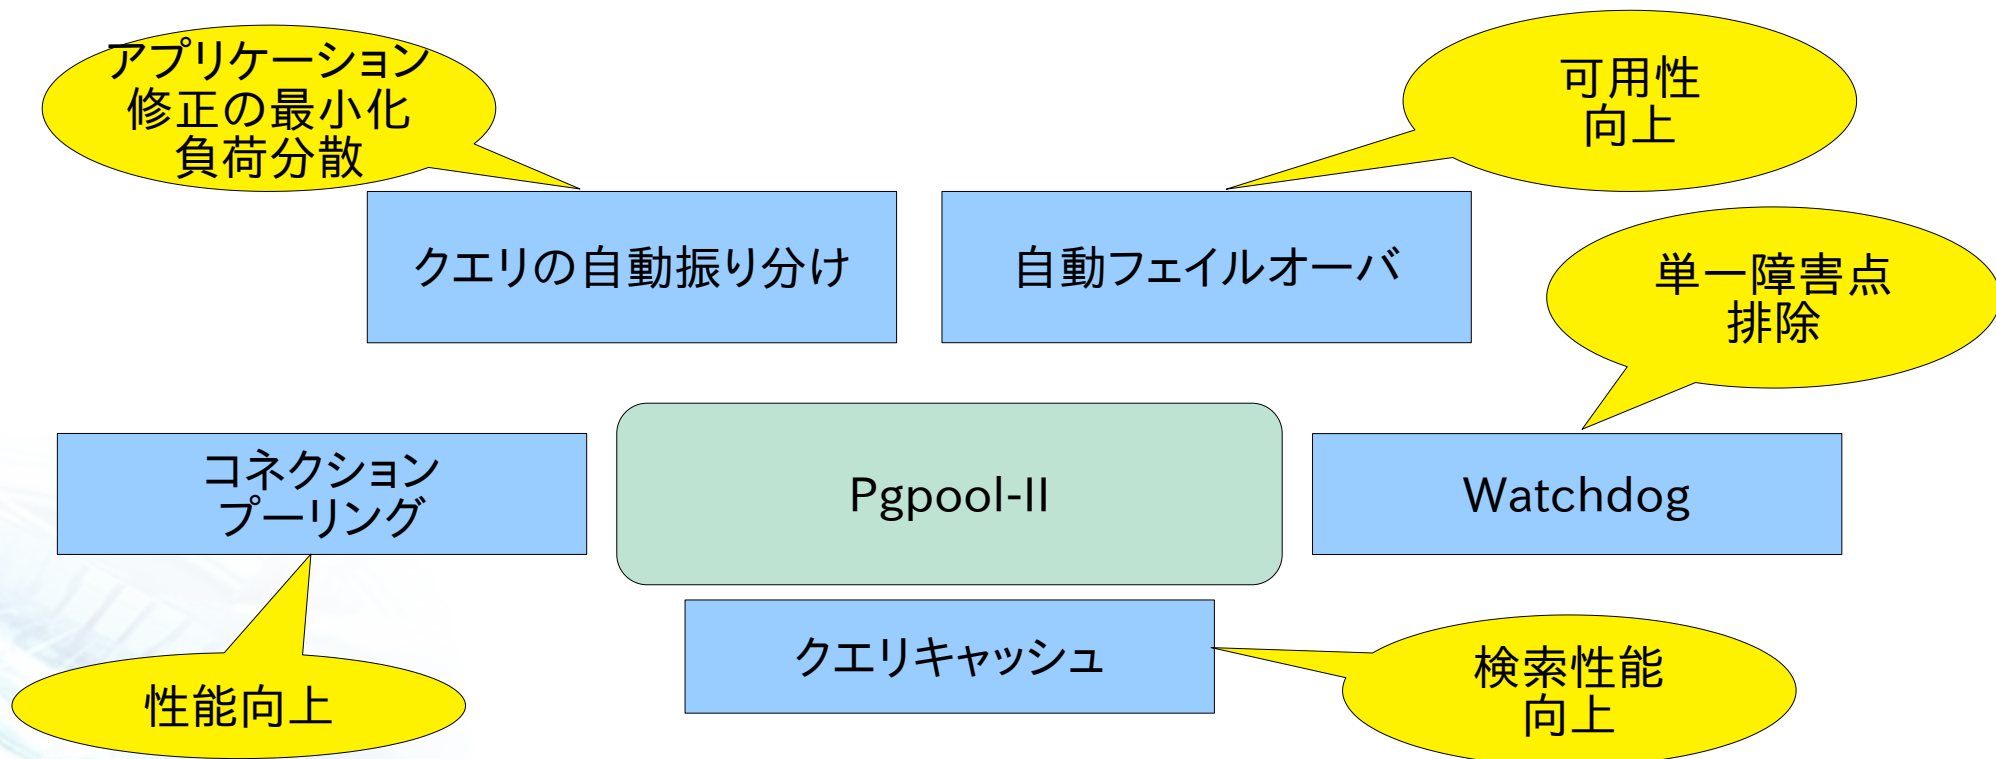 アプリケーション
修正の最小化
負荷分散
可用性
向上
クエリの自動振り分け
自動フェイルオーバ
単一障害点
排除
コネクション
プーリング
Pgpool-II
Watchdog
クエリキャッシュ
性能向上
検索性能
向上